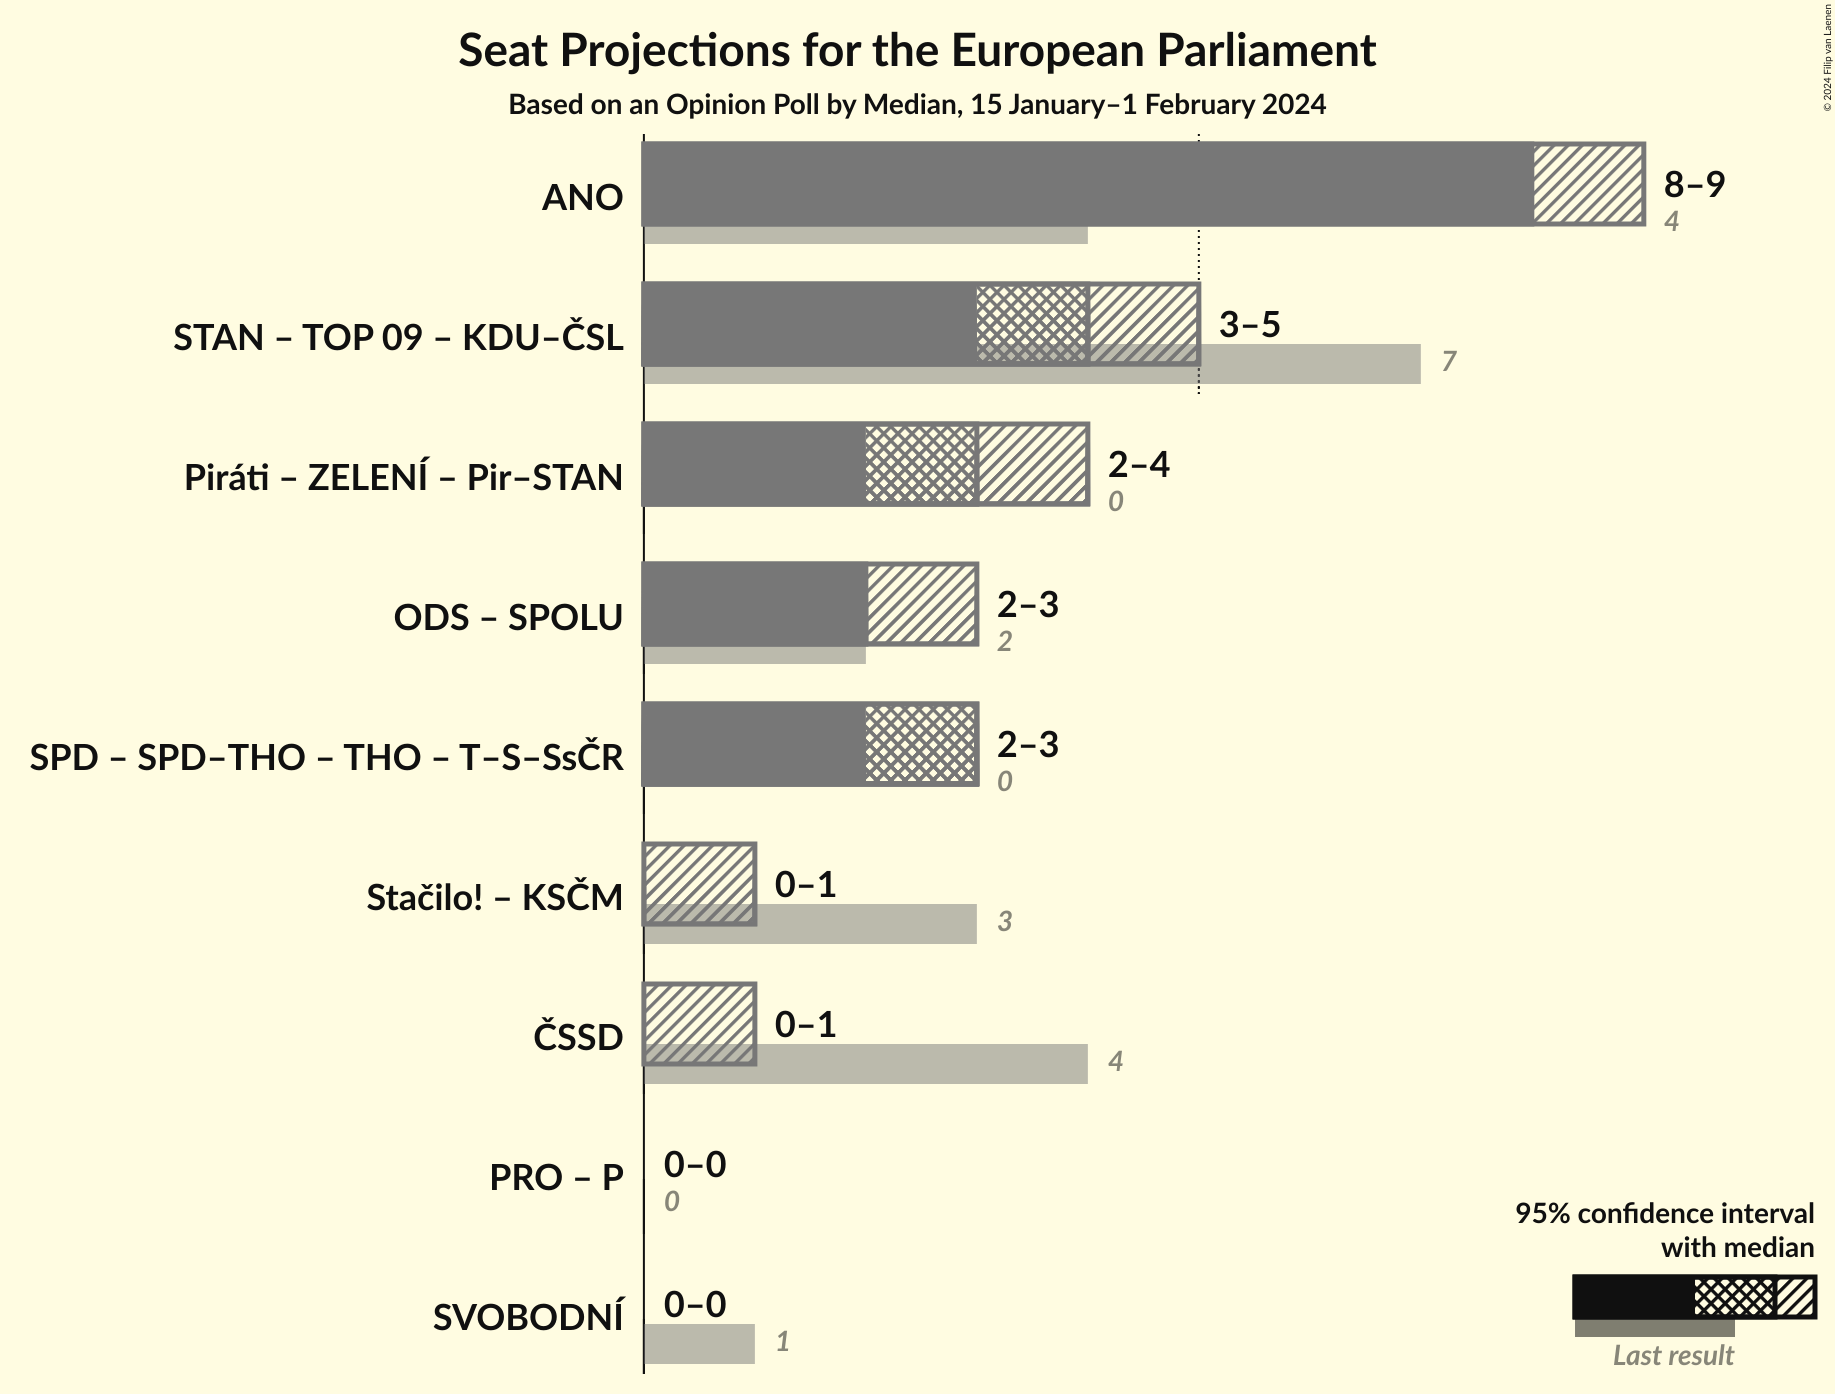 Seat Projections for the European Parliament
Based on an Opinion Poll by Median, 15 January–1 February 2024
© 2024 Filip van Laenen
ANO
8–9
4
STAN – TOP 09 – KDU–ČSL
3–5
7
Piráti – ZELENÍ – Pir–STAN
2–4
0
ODS – SPOLU
2–3
2
SPD – SPD–THO – THO – T–S–SsČR
2–3
0
Stačilo! – KSČM
0–1
3
ČSSD
0–1
4
PRO – P
0–0
0
SVOBODNÍ
0–0
1
95% confidence interval
with median
Last result